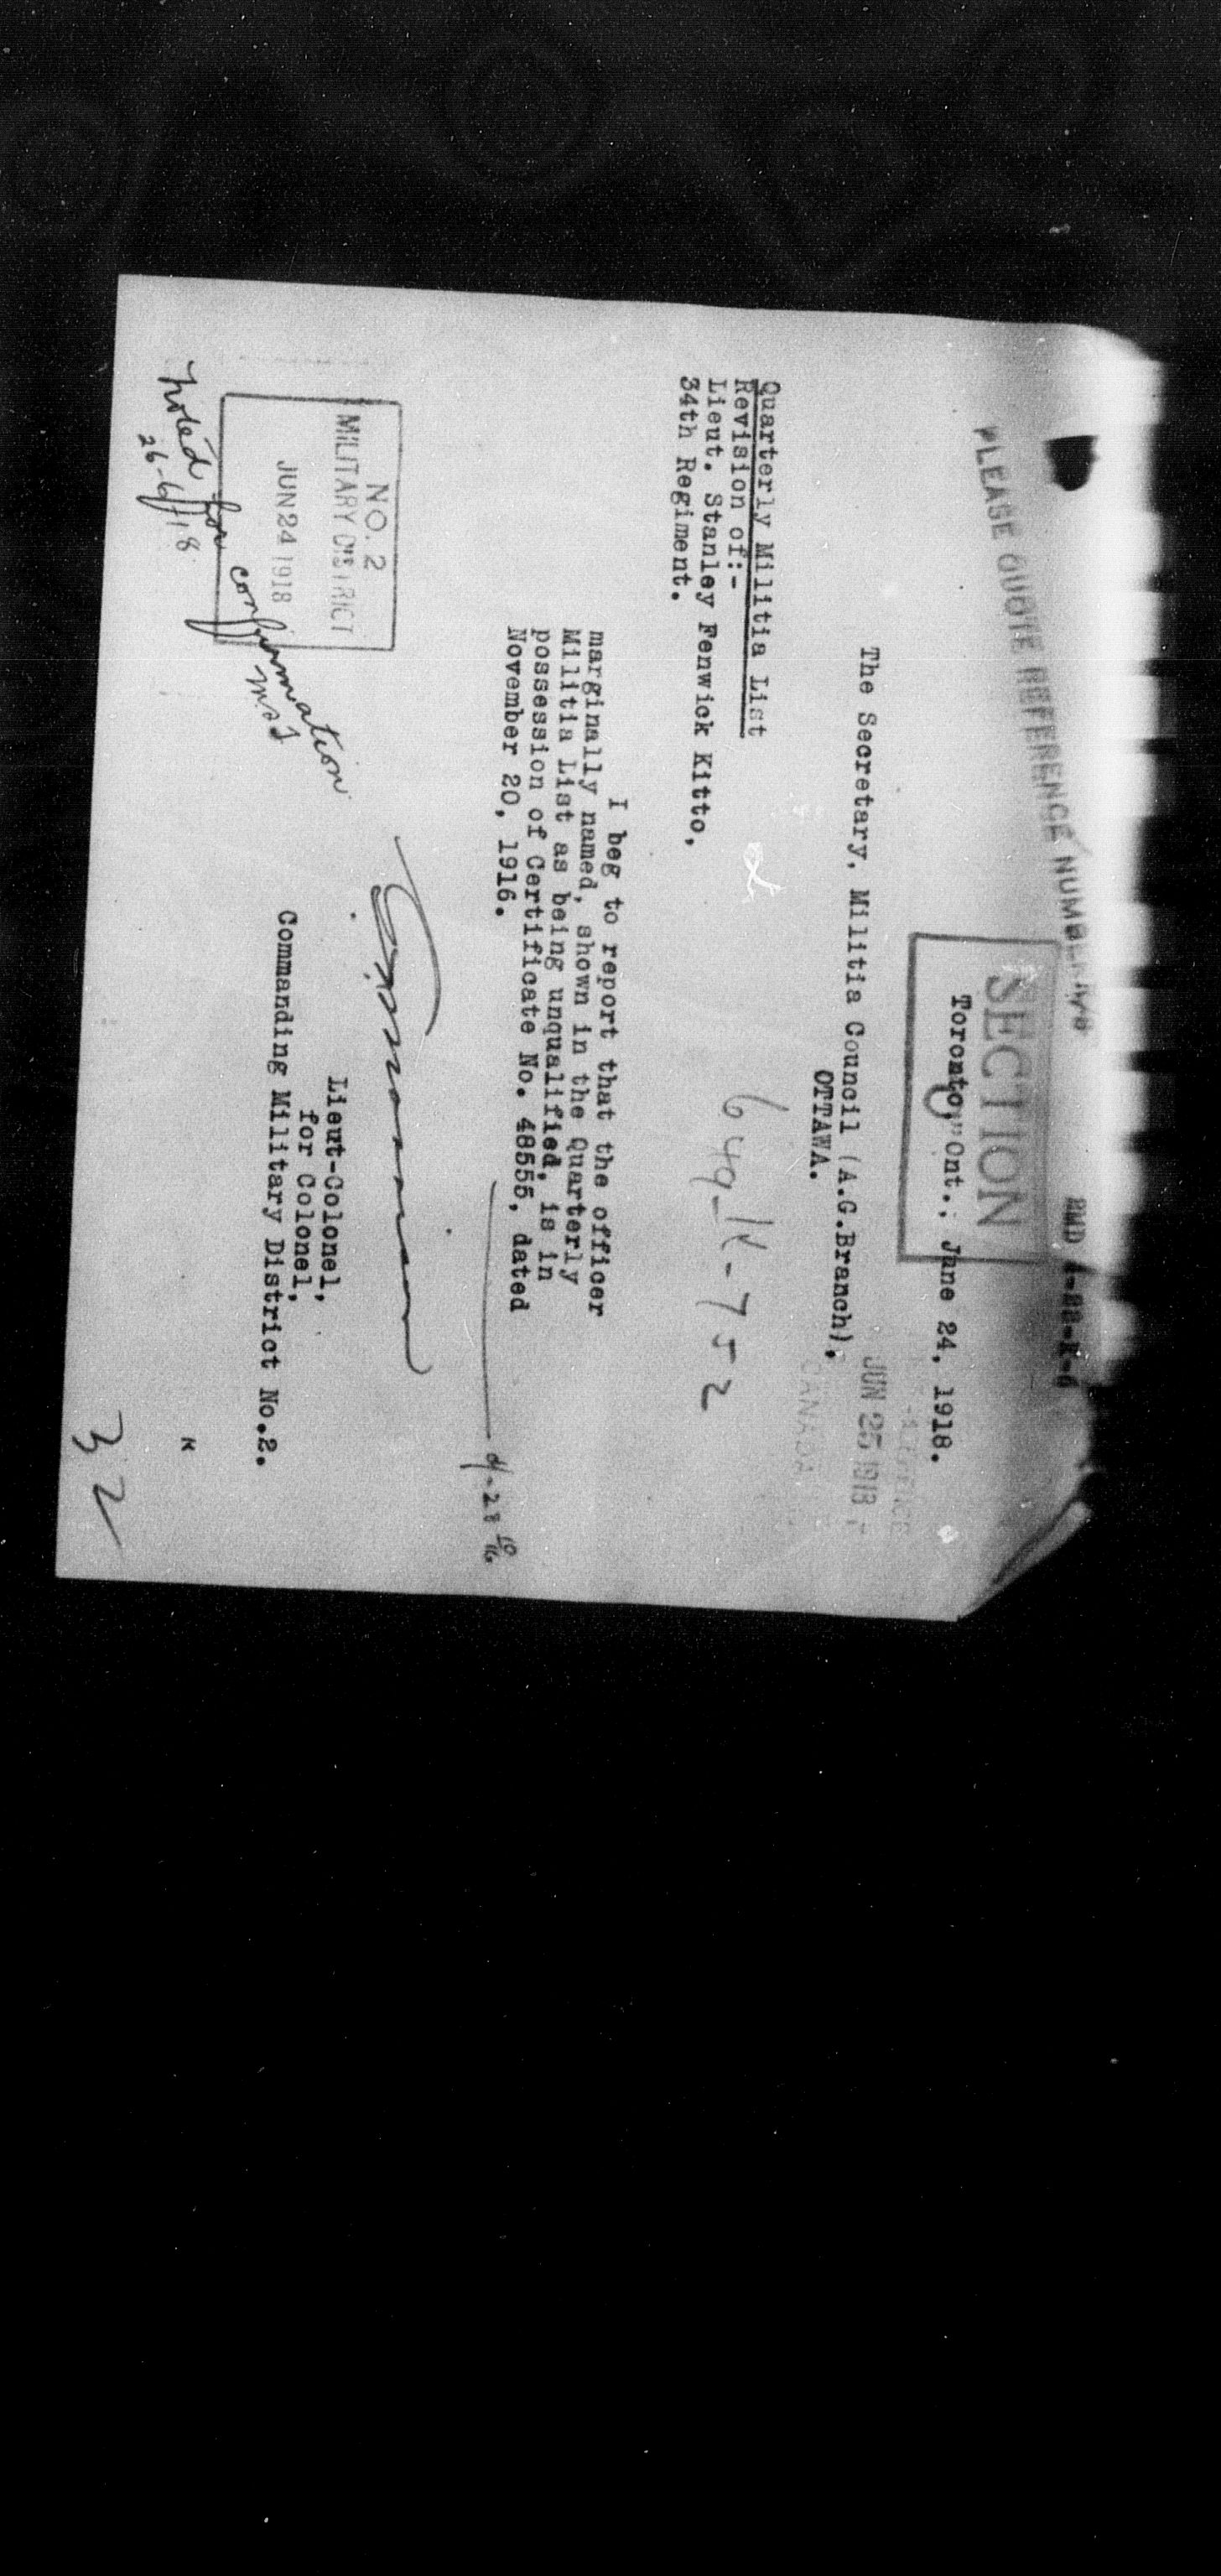 PLEASE QUOTE REFERENCE NUMBER
SECTION
Toronto, Ont., June 24, 1918.
JUN 25 1918
CANADA
The Secretary, Militia Council (A.G.Branch),
OTTAWA.
649-K-752
Quarterly Militia List
Revision of:-
Lieut. Stanley Fenwick Kitto,
34th Regiment.
I beg to report that the officer
marginally named, shown in the Quarterly
Militia List as being unqualified, is in
possession of Certificate No. 48555, dated
November 20, 1916.
Lieut-Colonel,
for Colonel,
Commanding Military District No.2.
NO. 2
MILITARY DISTRICT
JUN 24 1918
Noted for confirmation
26-6/18
K
32